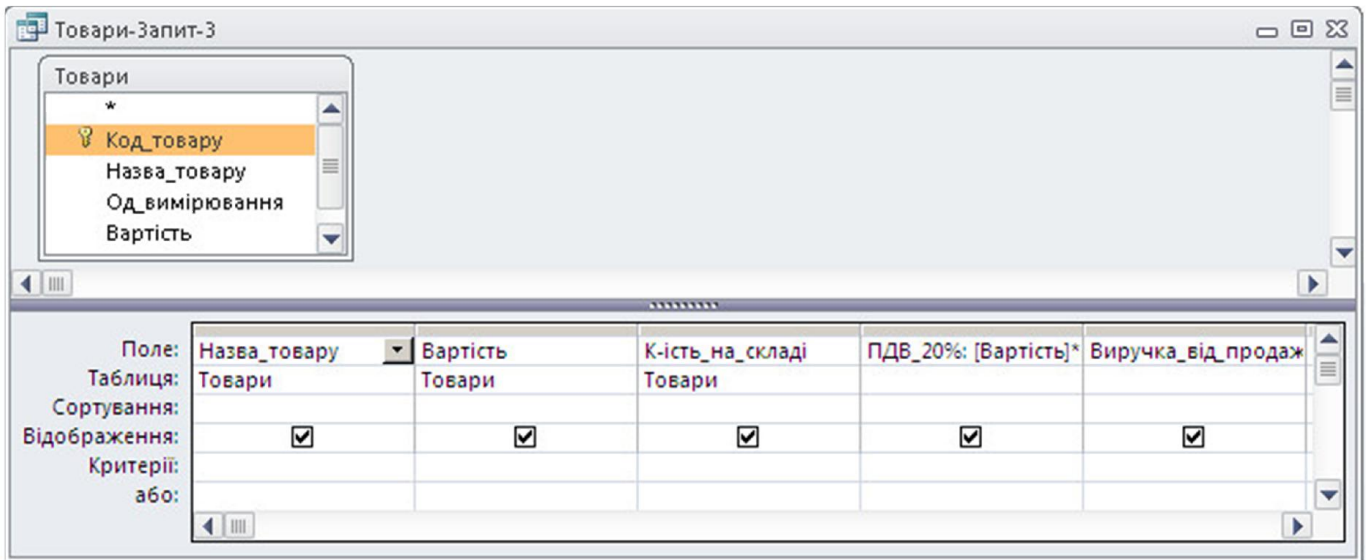 Товари-Запит-3
Товари
*
Код_товару
Назва_товару
Од_вимірювання
Вартість
Поле: Назва_товару Вартість К-ість_на_складі ПДВ_20%: [Вартість]* Виручка_від_продаж
Таблиця: Товари Товари Товари
Сортування:
Відображення:
Критерії:
або: